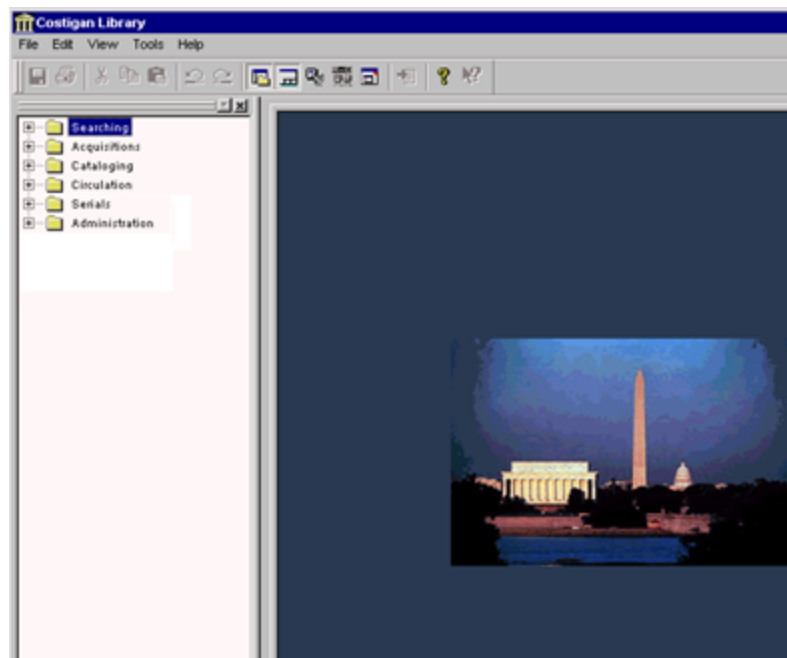 Costigan Library
File Edit View Tools Help
Searching
Acquisitions
Cataloging
Circulation
Serials
Administration